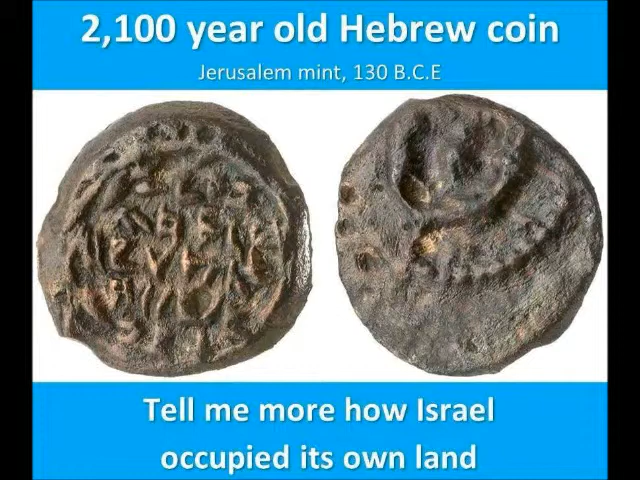 2,100 year old Hebrew coin
Jerusalem mint, 130 B.C.E
Tell me more how Israel
occupied its own land